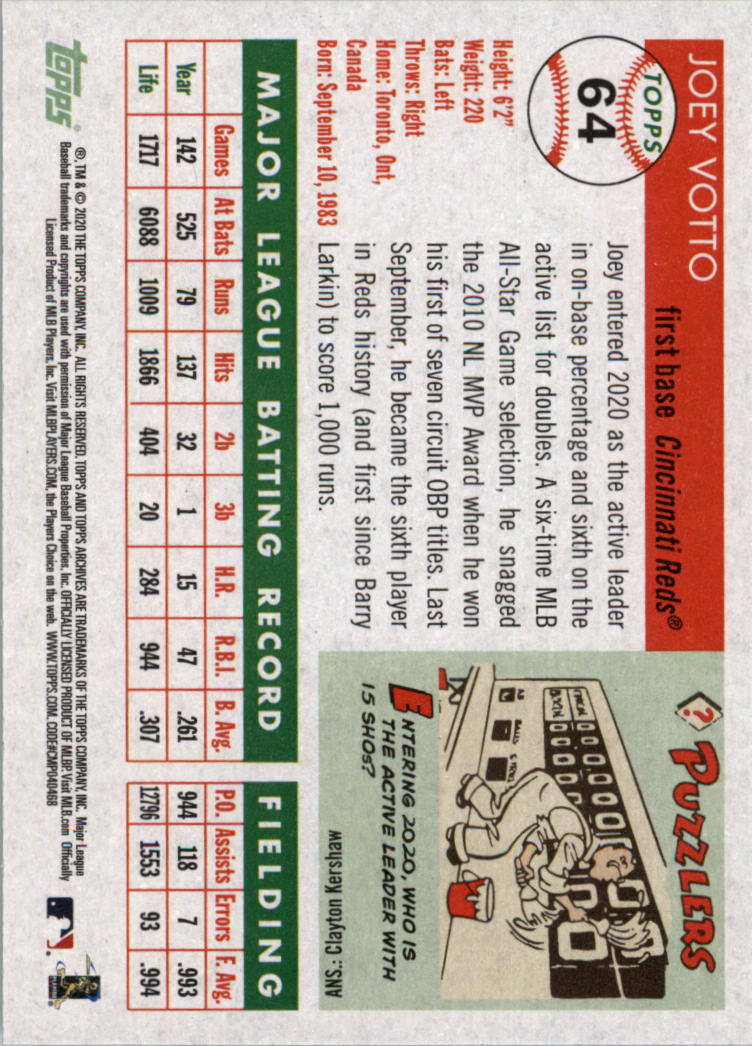 JOEY VOTTO
first base Cincinnati Reds®
TOPPS
64
Height: 6'2"
Weight: 220
Bats: Left
Throws: Right
Home: Toronto, Ont,
Canada
Born: September 10, 1983
Joey entered 2020 as the active leader
in on-base percentage and sixth on the
active list for doubles. A six-time MLB
All-Star Game selection, he snagged
the 2010 NL MVP Award when he won
his first of seven circuit OBP titles. Last
September, he became the sixth player
in Reds history (and first since Barry
Larkin) to score 1,000 runs.
? PUZZLERS
ENTERING 2020, WHO IS
THE ACTIVE LEADER WITH
15 SHOs?
ANS.: Clayton Kershaw
MAJOR LEAGUE BATTING RECORD
Games At Bats Runs Hits 2b 3b H.R. R.B.I. B. Avg.
Year 142 525 79 137 32 1 15 47 .261
Life 1717 6088 1009 1866 404 20 284 944 .307
FIELDING
P.O. Assists Errors F. Avg.
944 118 7 .993
12796 1553 93 .994
topps®
®, TM & © 2020 THE TOPPS COMPANY, INC. ALL RIGHTS RESERVED. TOPPS AND TOPPS ARCHIVES ARE TRADEMARKS OF THE TOPPS COMPANY, INC. Major League
Baseball trademarks and copyrights are used with permission of Major League Baseball Properties, Inc. OFFICIALLY LICENSED PRODUCT OF MLBP Visit MLB.com Officially
Licensed Product of MLB Players, Inc. Visit MLBPLAYERS.COM, the Players Choice on the web. WWW.TOPPS.COM. CODE#CMP040468